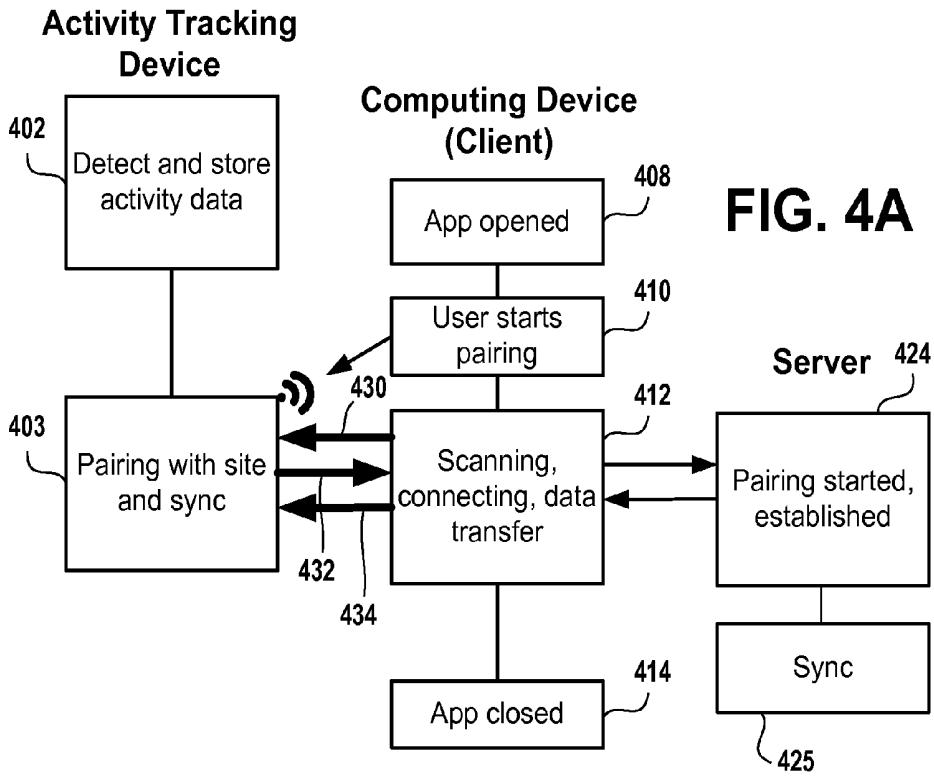 Activity Tracking
Device
402
Detect and store
activity data
Computing Device
(Client)
408
App opened
FIG. 4A
410
User starts
pairing
Server
424
403
Pairing with site
and sync
430
432
434
412
Scanning,
connecting, data
transfer
Pairing started,
established
414
App closed
Sync
425